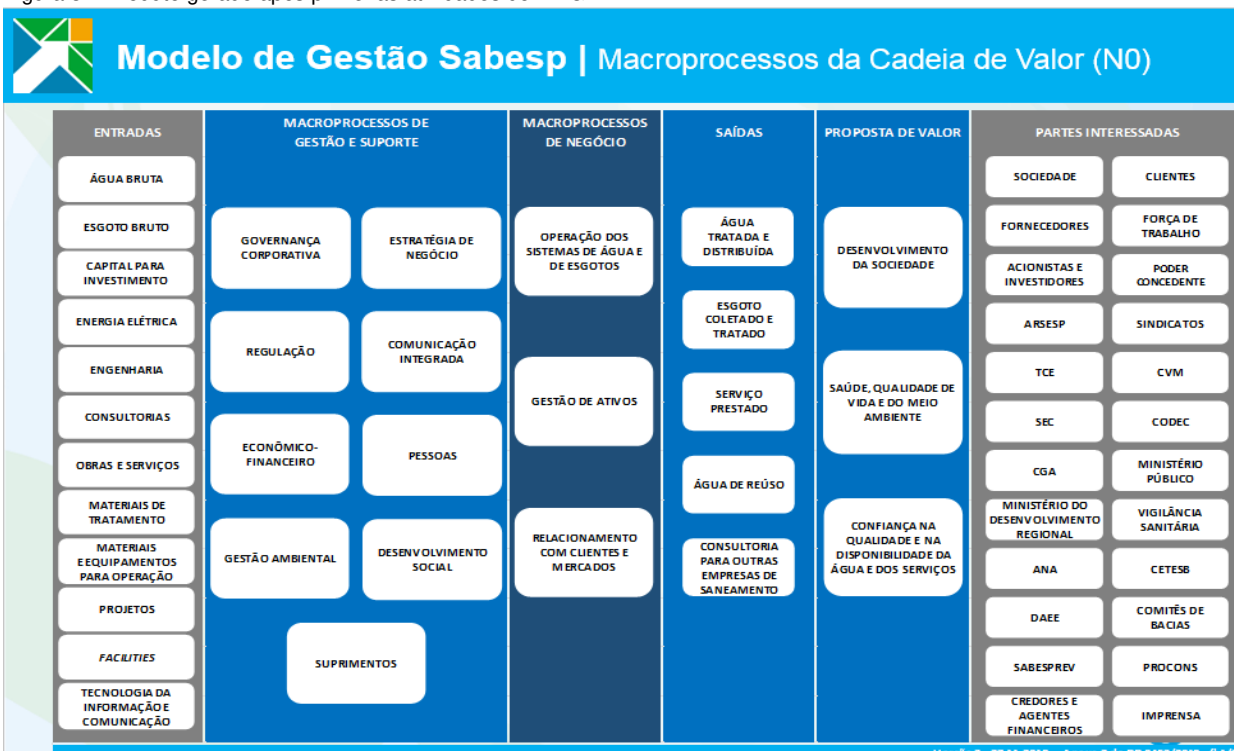 Modelo de Gestão Sabesp | Macroprocessos da Cadeia de Valor (N0)
ENTRADAS
ÁGUA BRUTA
ESGOTO BRUTO
CAPITAL PARA
INVESTIMENTO
ENERGIA ELÉTRICA
ENGENHARIA
CONSULTORIAS
OBRAS E SERVIÇOS
MATERIAIS DE
TRATAMENTO
MATERIAIS
E EQUIPAMENTOS
PARA OPERAÇÃO
PROJETOS
FACILITIES
TECNOLOGIA DA
INFORMAÇÃO E
COMUNICAÇÃO
MACROPROCESSOS DE
GESTÃO E SUPORTE
GOVERNANÇA
CORPORATIVA
ESTRATÉGIA DE
NEGÓCIO
REGULAÇÃO
COMUNICAÇÃO
INTEGRADA
ECONÔMICO-
FINANCEIRO
PESSOAS
GESTÃO AMBIENTAL
DESENVOLVIMENTO
SOCIAL
SUPRIMENTOS
MACROPROCESSOS
DE NEGÓCIO
OPERAÇÃO DOS
SISTEMAS DE ÁGUA E
DE ESGOTOS
GESTÃO DE ATIVOS
RELACIONAMENTO
COM CLIENTES E
MERCADOS
SAÍDAS
ÁGUA
TRATADA E
DISTRIBUÍDA
ESGOTO
COLETADO E
TRATADO
SERVIÇO
PRESTADO
ÁGUA DE REÚSO
CONSULTORIA
PARA OUTRAS
EMPRESAS DE
SANEAMENTO
PROPOSTA DE VALOR
DESENVOLVIMENTO
DA SOCIEDADE
SAÚDE, QUALIDADE DE
VIDA E DO MEIO
AMBIENTE
CONFIANÇA NA
QUALIDADE E NA
DISPONIBILIDADE DA
ÁGUA E DOS SERVIÇOS
PARTES INTERESSADAS
SOCIEDADE
CLIENTES
FORNECEDORES
FORÇA DE
TRABALHO
ACIONISTAS E
INVESTIDORES
PODER
CONCEDENTE
ARSESP
SINDICATOS
TCE
CVM
SEC
CODEC
CGA
MINISTÉRIO
PÚBLICO
MINISTÉRIO DO
DESENVOLVIMENTO
REGIONAL
VIGILÂNCIA
SANITÁRIA
ANA
CETESB
DAEE
COMITÊS DE
BACIAS
SABESPREV
PROCONS
CREDORES E
AGENTES
FINANCEIROS
IMPRENSA